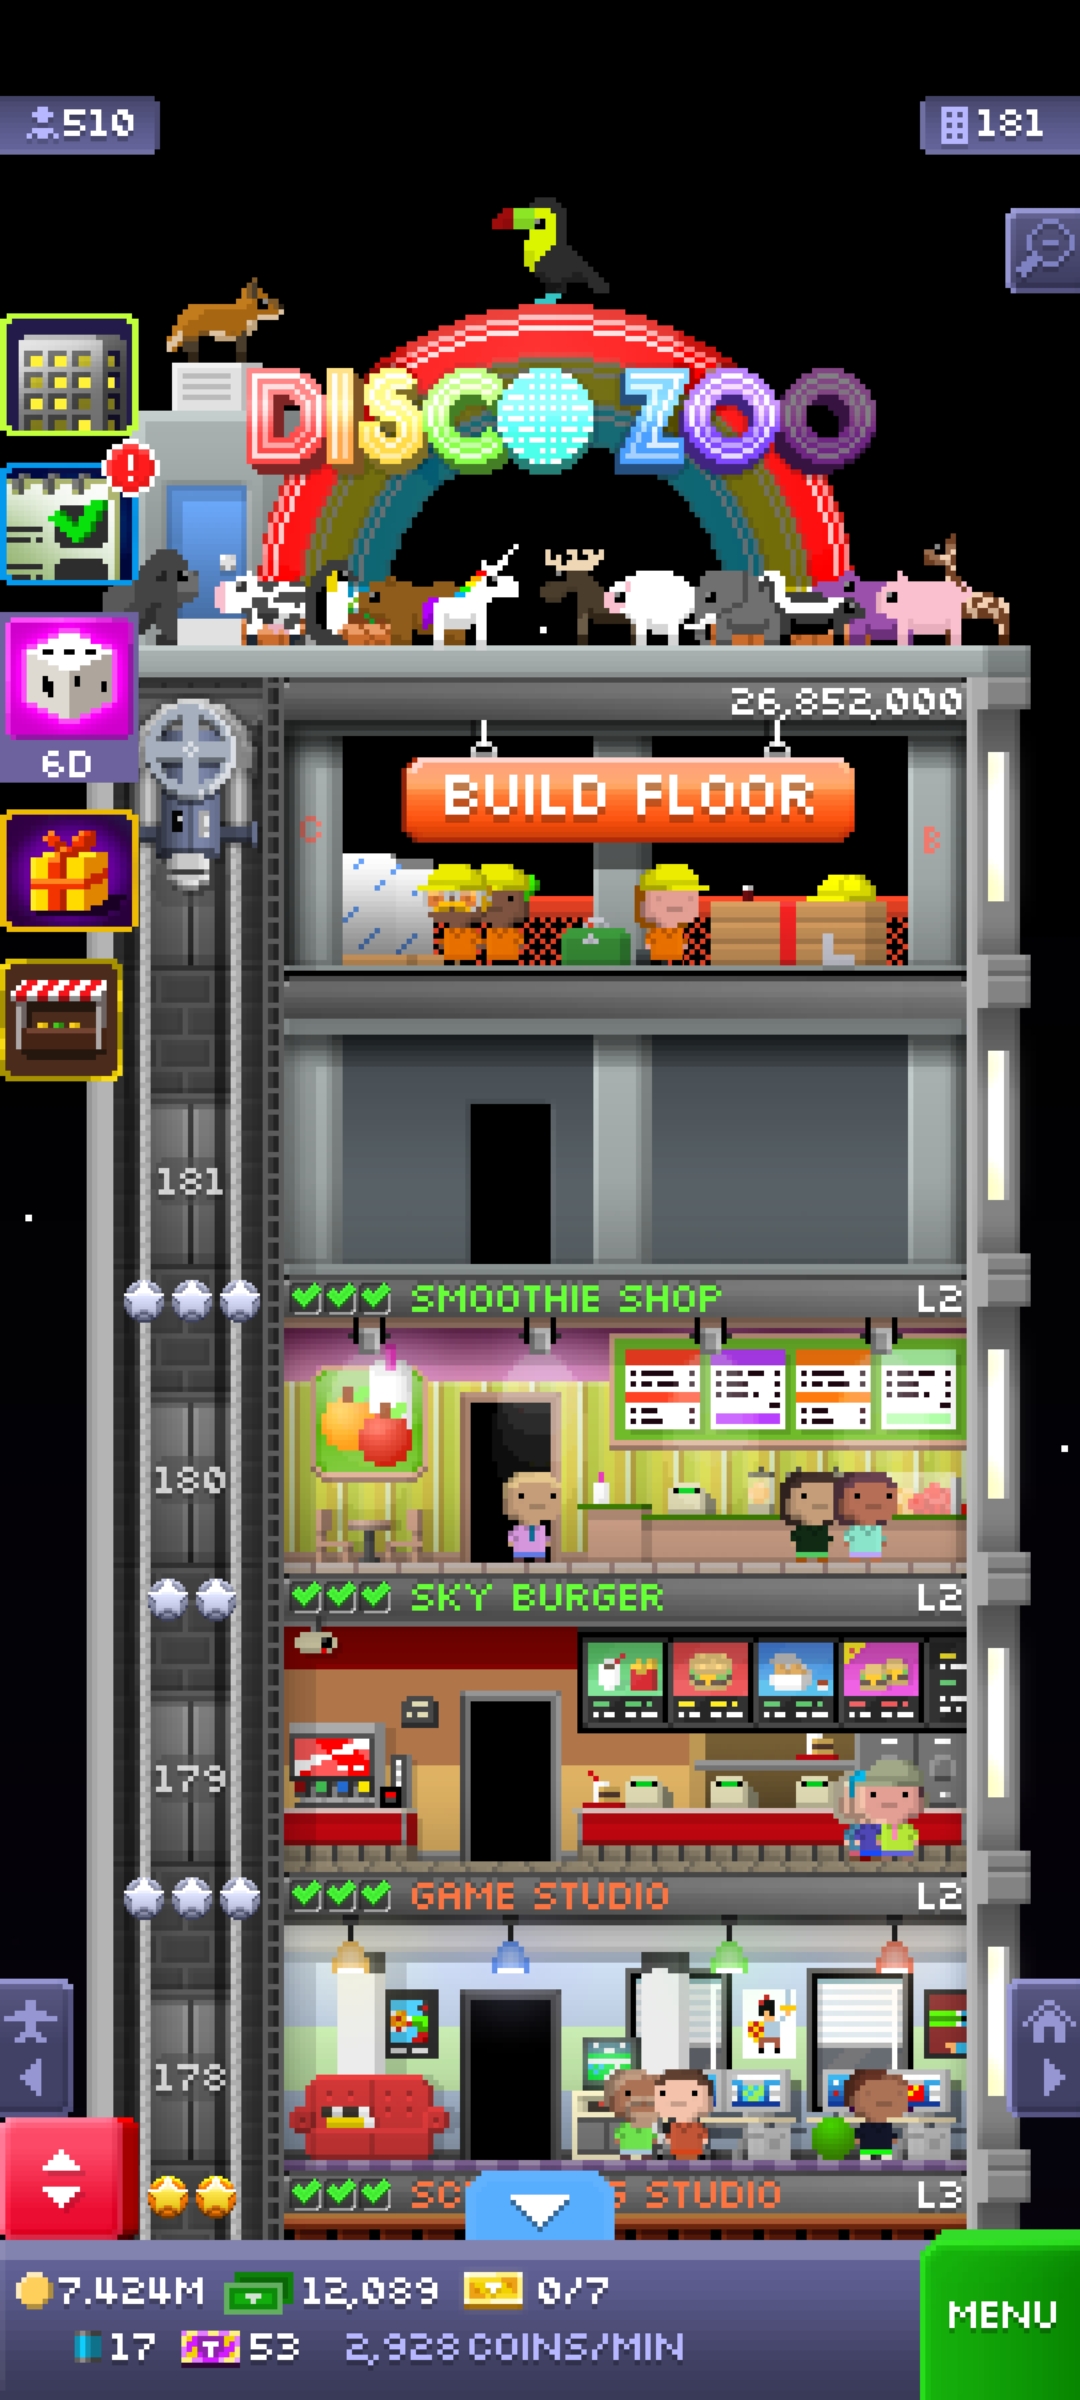 510
181
DISCO ZOO
26,852,000
6D
C
BUILD FLOOR
B
181
SMOOTHIE SHOP L2
180
SKY BURGER L2
179
GAME STUDIO L2
178
STUDIO L3
7.424M 12,089 0/7
17 53 2,928 COINS/MIN
MENU